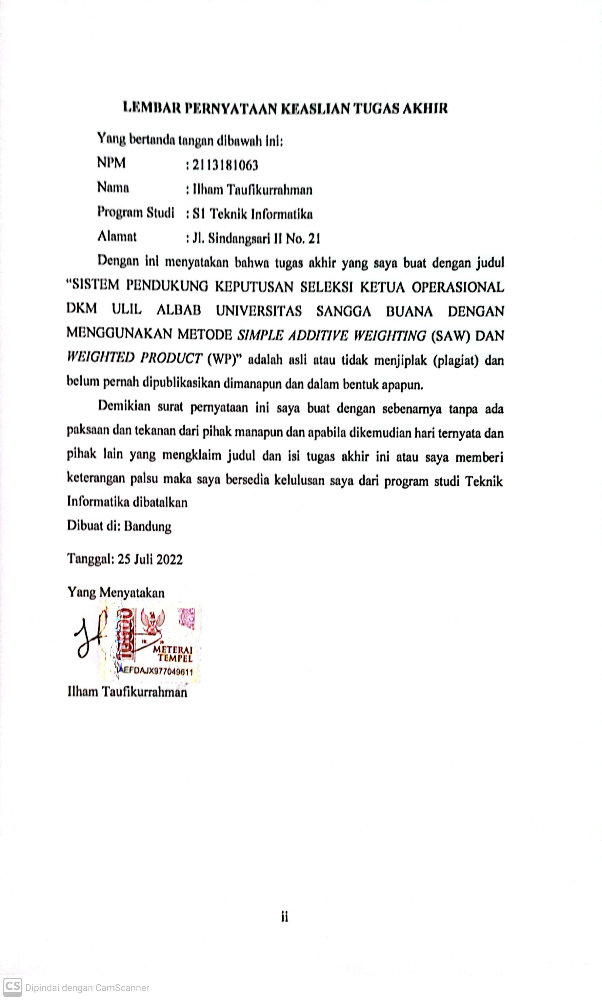 LEMBAR PERNYATAAN KEASLIAN TUGAS AKHIR
Yang bertanda tangan dibawah ini:
NPM : 2113181063
Nama : Ilham Taufikurrahman
Program Studi : S1 Teknik Informatika
Alamat : Jl. Sindangsari II No. 21
Dengan ini menyatakan bahwa tugas akhir yang saya buat dengan judul
“SISTEM PENDUKUNG KEPUTUSAN SELEKSI KETUA OPERASIONAL
DKM ULIL ALBAB UNIVERSITAS SANGGA BUANA DENGAN
MENGGUNAKAN METODE SIMPLE ADDITIVE WEIGHTING (SAW) DAN
WEIGHTED PRODUCT (WP)” adalah asli atau tidak menjiplak (plagiat) dan
belum pernah dipublikasikan dimanapun dan dalam bentuk apapun.
Demikian surat pernyataan ini saya buat dengan sebenarnya tanpa ada
paksaan dan tekanan dari pihak manapun dan apabila dikemudian hari ternyata dan
pihak lain yang mengklaim judul dan isi tugas akhir ini atau saya memberi
keterangan palsu maka saya bersedia kelulusan saya dari program studi Teknik
Informatika dibatalkan
Dibuat di: Bandung
Tanggal: 25 Juli 2022
Yang Menyatakan
METERAI
TEMPEL
AEFDAJX977049611
Ilham Taufikurrahman
ii
CS Dipindai dengan CamScanner